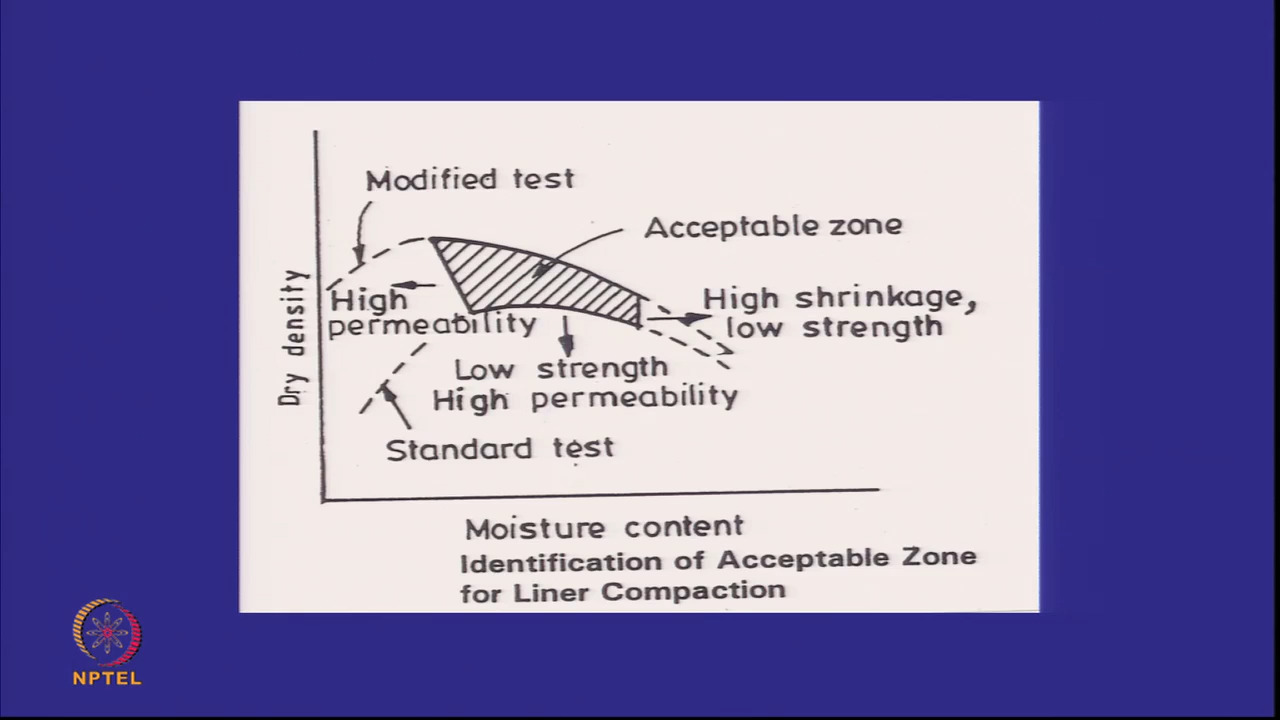 Modified test
Acceptable zone
High
permeability
High shrinkage,
low strength
Dry density
Low strength
High permeability
Standard test
Moisture content
Identification of Acceptable Zone
for Liner Compaction
NPTEL